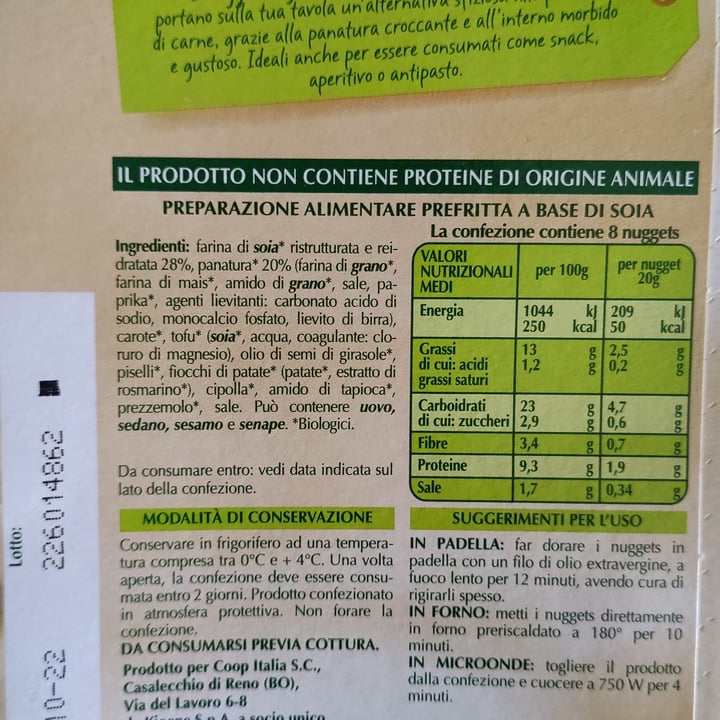 portano sulla tua tavola un'alternativa
di carne, grazie alla panatura croccante e all'interno morbido
e gustoso. Ideali anche per essere consumati come snack,
aperitivo o antipasto.
IL PRODOTTO NON CONTIENE PROTEINE DI ORIGINE ANIMALE
PREPARAZIONE ALIMENTARE PREFRITTA A BASE DI SOIA
Ingredienti: farina di soia* ristrutturata e rei-
dratata 28%, panatura* 20% (farina di grano*,
farina di mais*, amido di grano*, sale, pa-
prika*, agenti lievitanti: carbonato acido di
sodio, monocalcio fosfato, lievito di birra),
carote*, tofu* (soia*, acqua, coagulante: clo-
ruro di magnesio), olio di semi di girasole*,
piselli*, fiocchi di patate* (patate*, estratto di
rosmarino*), cipolla*, amido di tapioca*,
prezzemolo*, sale. Può contenere uovo,
sedano, sesamo e senape. *Biologici.
Da consumare entro: vedi data indicata sul
lato della confezione.
La confezione contiene 8 nuggets
VALORI
NUTRIZIONALI
MEDI
per 100g
per nugget
20g
Energia 1044 kJ 209 kJ
250 kcal 50 kcal
Grassi 13 g 2,5 g
di cui: acidi 1,2 g 0,2 g
grassi saturi
Carboidrati 23 g 4,7 g
di cui: zuccheri 2,9 g 0,6 g
Fibre 3,4 g 0,7 g
Proteine 9,3 g 1,9 g
Sale 1,7 g 0,34 g
MODALITÀ DI CONSERVAZIONE
Conservare in frigorifero ad una tempera-
tura compresa tra 0°C e + 4°C. Una volta
aperta, la confezione deve essere consu-
mata entro 2 giorni. Prodotto confezionato
in atmosfera protettiva. Non forare la
confezione.
DA CONSUMARSI PREVIA COTTURA.
Prodotto per Coop Italia S.C.,
Casalecchio di Reno (BO),
Via del Lavoro 6-8
S.p.A. a socio unico
SUGGERIMENTI PER L'USO
IN PADELLA: far dorare i nuggets in
padella con un filo di olio extravergine, a
fuoco lento per 12 minuti, avendo cura di
rigirarli spesso.
IN FORNO: metti i nuggets direttamente
in forno preriscaldato a 180° per 10
minuti.
IN MICROONDE: togliere il prodotto
dalla confezione e cuocere a 750 W per 4
minuti.
Lotto:
226014862
10-22